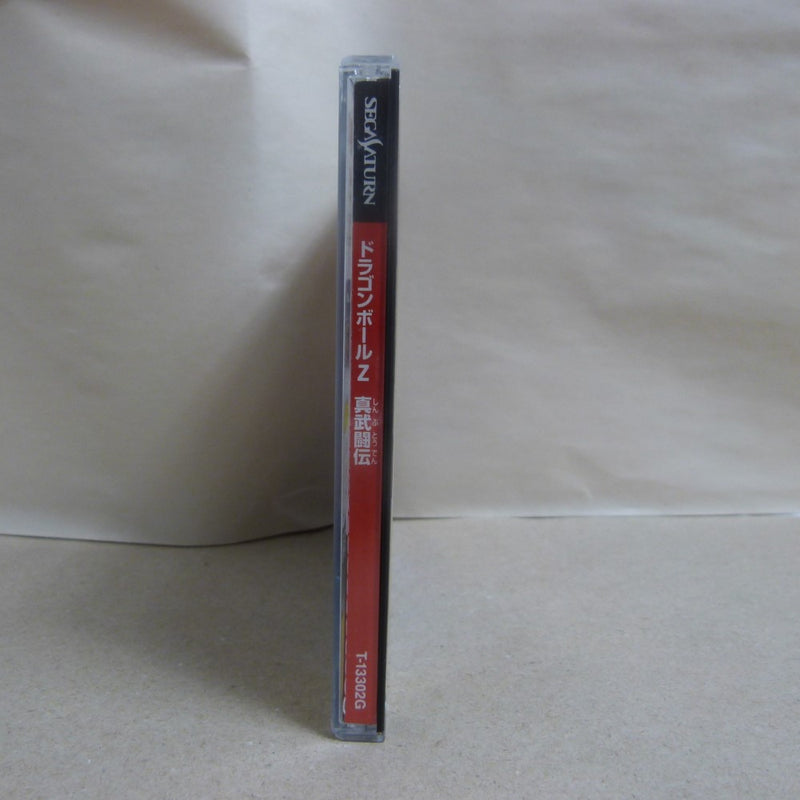 SEGA SATURN
ドラゴンボールZ
しんぶとうでん
真武闘伝
T-13302G